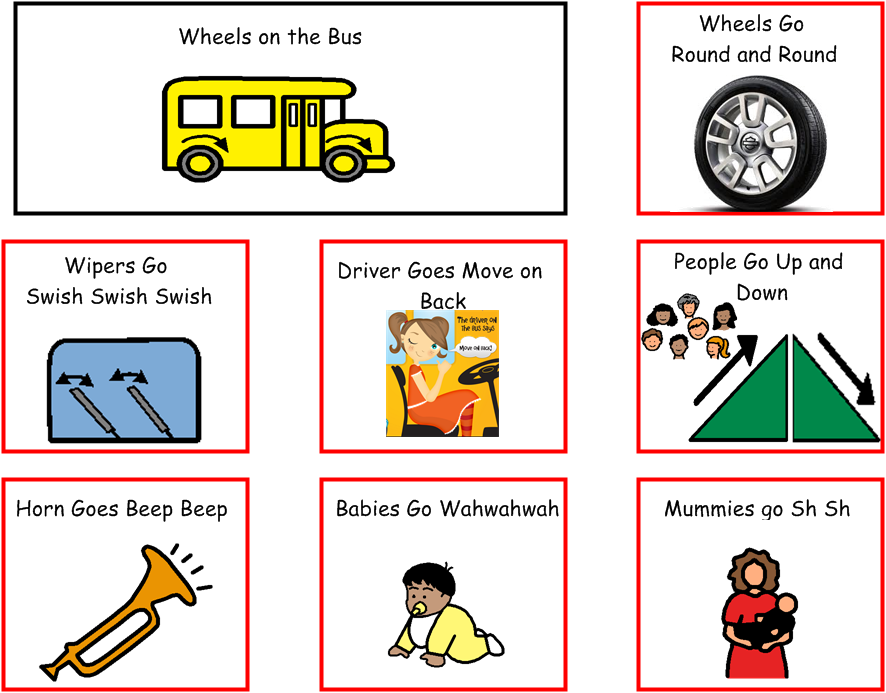 Wheels on the Bus
Wheels Go
Round and Round
Wipers Go
Swish Swish Swish
Driver Goes Move on
Back
The driver on
the bus says
Move on back!
People Go Up and
Down
Horn Goes Beep Beep
Babies Go Wahwahwah
Mummies go Sh Sh